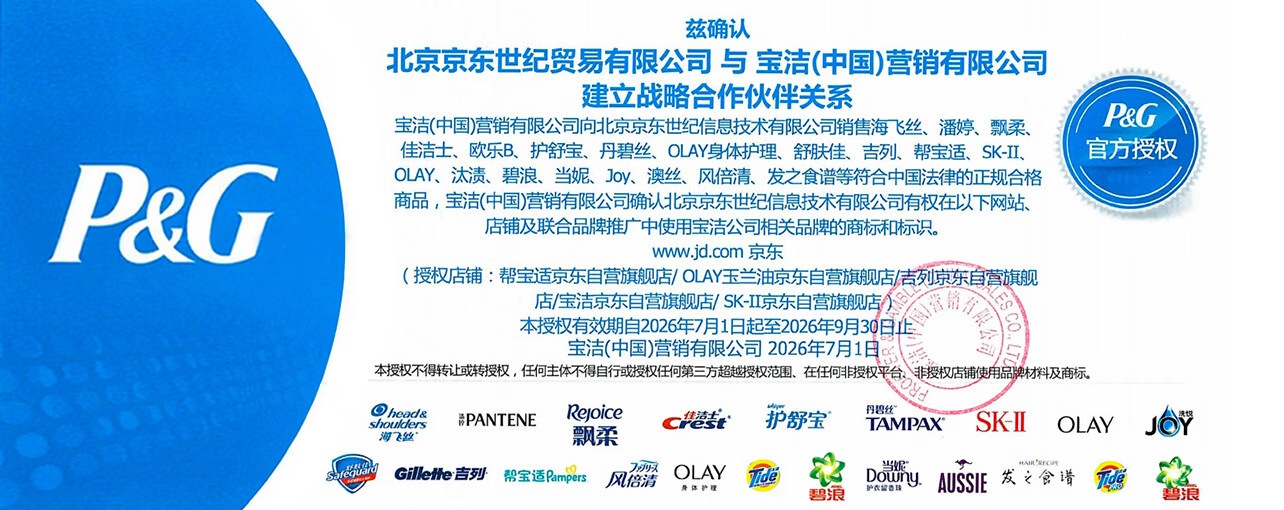 P&G
兹确认
北京京东世纪贸易有限公司 与 宝洁(中国)营销有限公司
建立战略合作伙伴关系
P&G
官方授权
宝洁(中国)营销有限公司向北京京东世纪信息技术有限公司销售海飞丝、潘婷、飘柔、
佳洁士、欧乐B、护舒宝、丹碧丝、OLAY身体护理、舒肤佳、吉列、帮宝适、SK-II、
OLAY、汰渍、碧浪、当妮、Joy、澳丝、风倍清、发之食谱等符合中国法律的正规合格
商品，宝洁(中国)营销有限公司确认北京京东世纪信息技术有限公司有权在以下网站、
店铺及联合品牌推广中使用宝洁公司相关品牌的商标和标识。
www.jd.com 京东
（ 授权店铺：帮宝适京东自营旗舰店/ OLAY玉兰油京东自营旗舰店/吉列京东自营旗舰
店/宝洁京东自营旗舰店/ SK-II京东自营旗舰店 ）
本授权有效期自2026年7月1日起至2026年9月30日止
宝洁(中国)营销有限公司 2026年7月1日
本授权不得转让或转授权，任何主体不得自行或授权任何第三方超越授权范围、在任何非授权平台、非授权店铺使用品牌材料及商标。
head& shoulders 海飞丝 潘婷 PANTENE Rejoice 飘柔 佳洁士 Crest whisper 护舒宝 丹碧丝 TAMPAX SK-II OLAY 洗悦 JOY
舒肤佳 Safeguard Gillette 吉列 帮宝适 Pampers ファブリーズ 风倍清 OLAY 身体护理 Tide 碧浪 当妮 Downy 护衣留香珠 AUSSIE HAIR RECIPE 发之食谱 Tide 碧浪